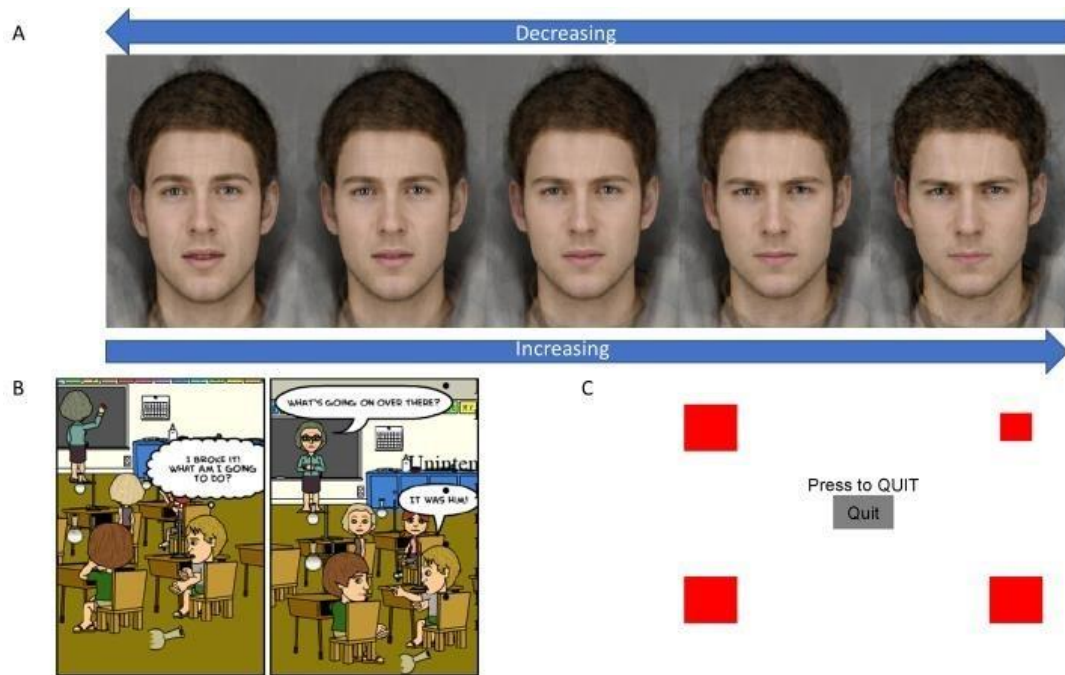 A
Decreasing
Increasing
B
I BROKE IT!
WHAT AM I GOING
TO DO?
WHAT'S GOING ON OVER THERE?
Uninten
IT WAS HIM!
C
Press to QUIT
Quit